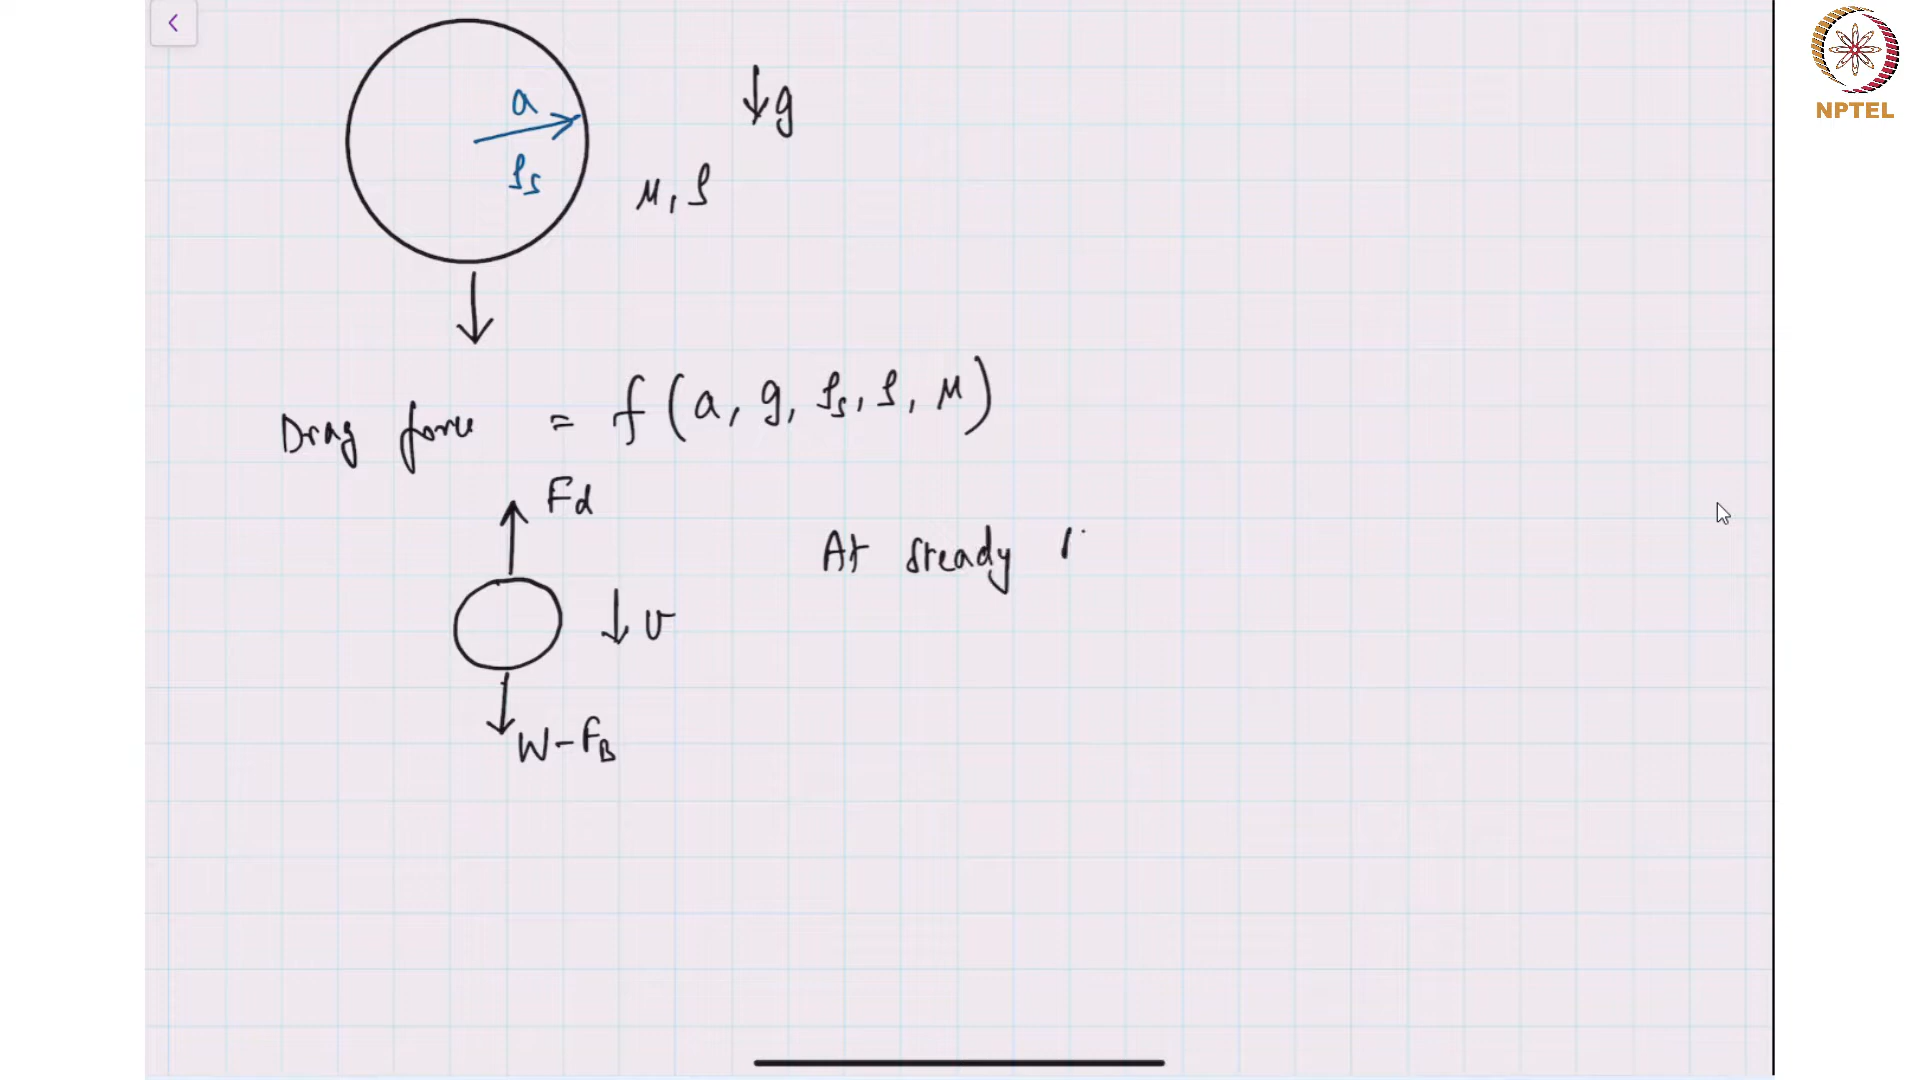 NPTEL
a
ρs
↓g
μ, ρ
Drag force = f (a, g, ρs, ρ, μ)
Fd
At steady
↓ v
W-FB